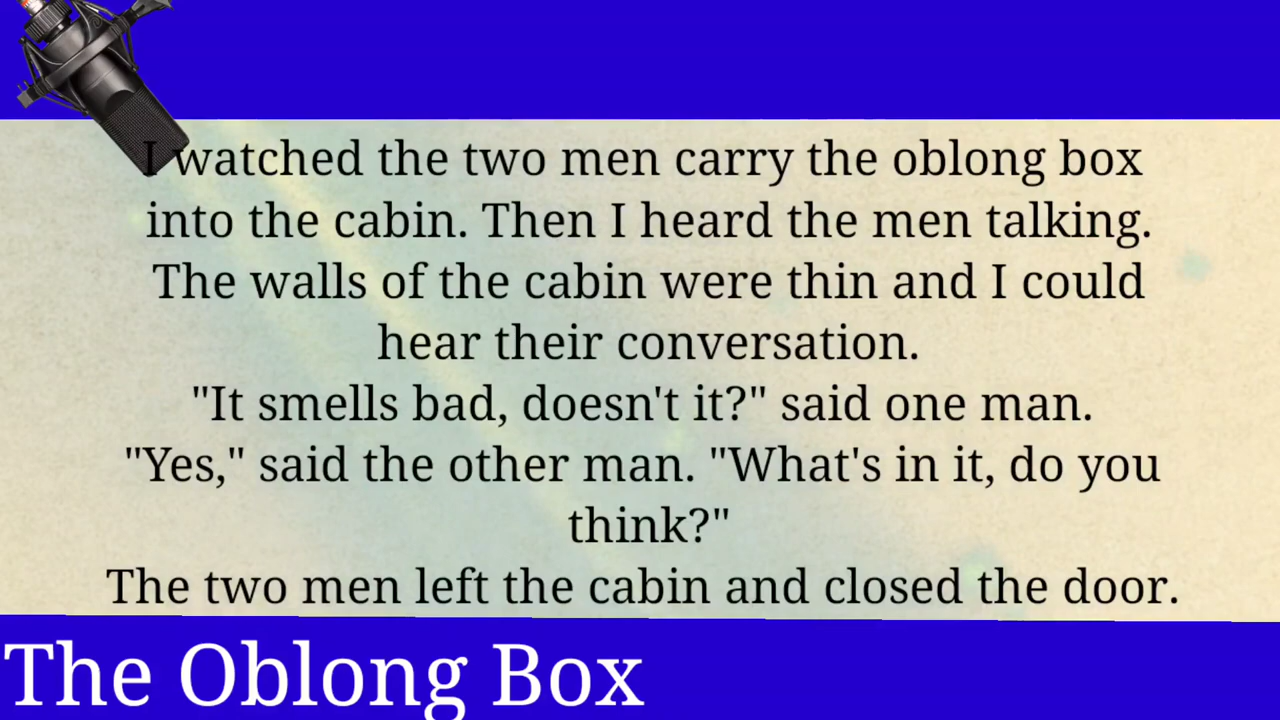 I watched the two men carry the oblong box
into the cabin. Then I heard the men talking.
The walls of the cabin were thin and I could
hear their conversation.
"It smells bad, doesn't it?" said one man.
"Yes," said the other man. "What's in it, do you
think?"
The two men left the cabin and closed the door.
The Oblong Box